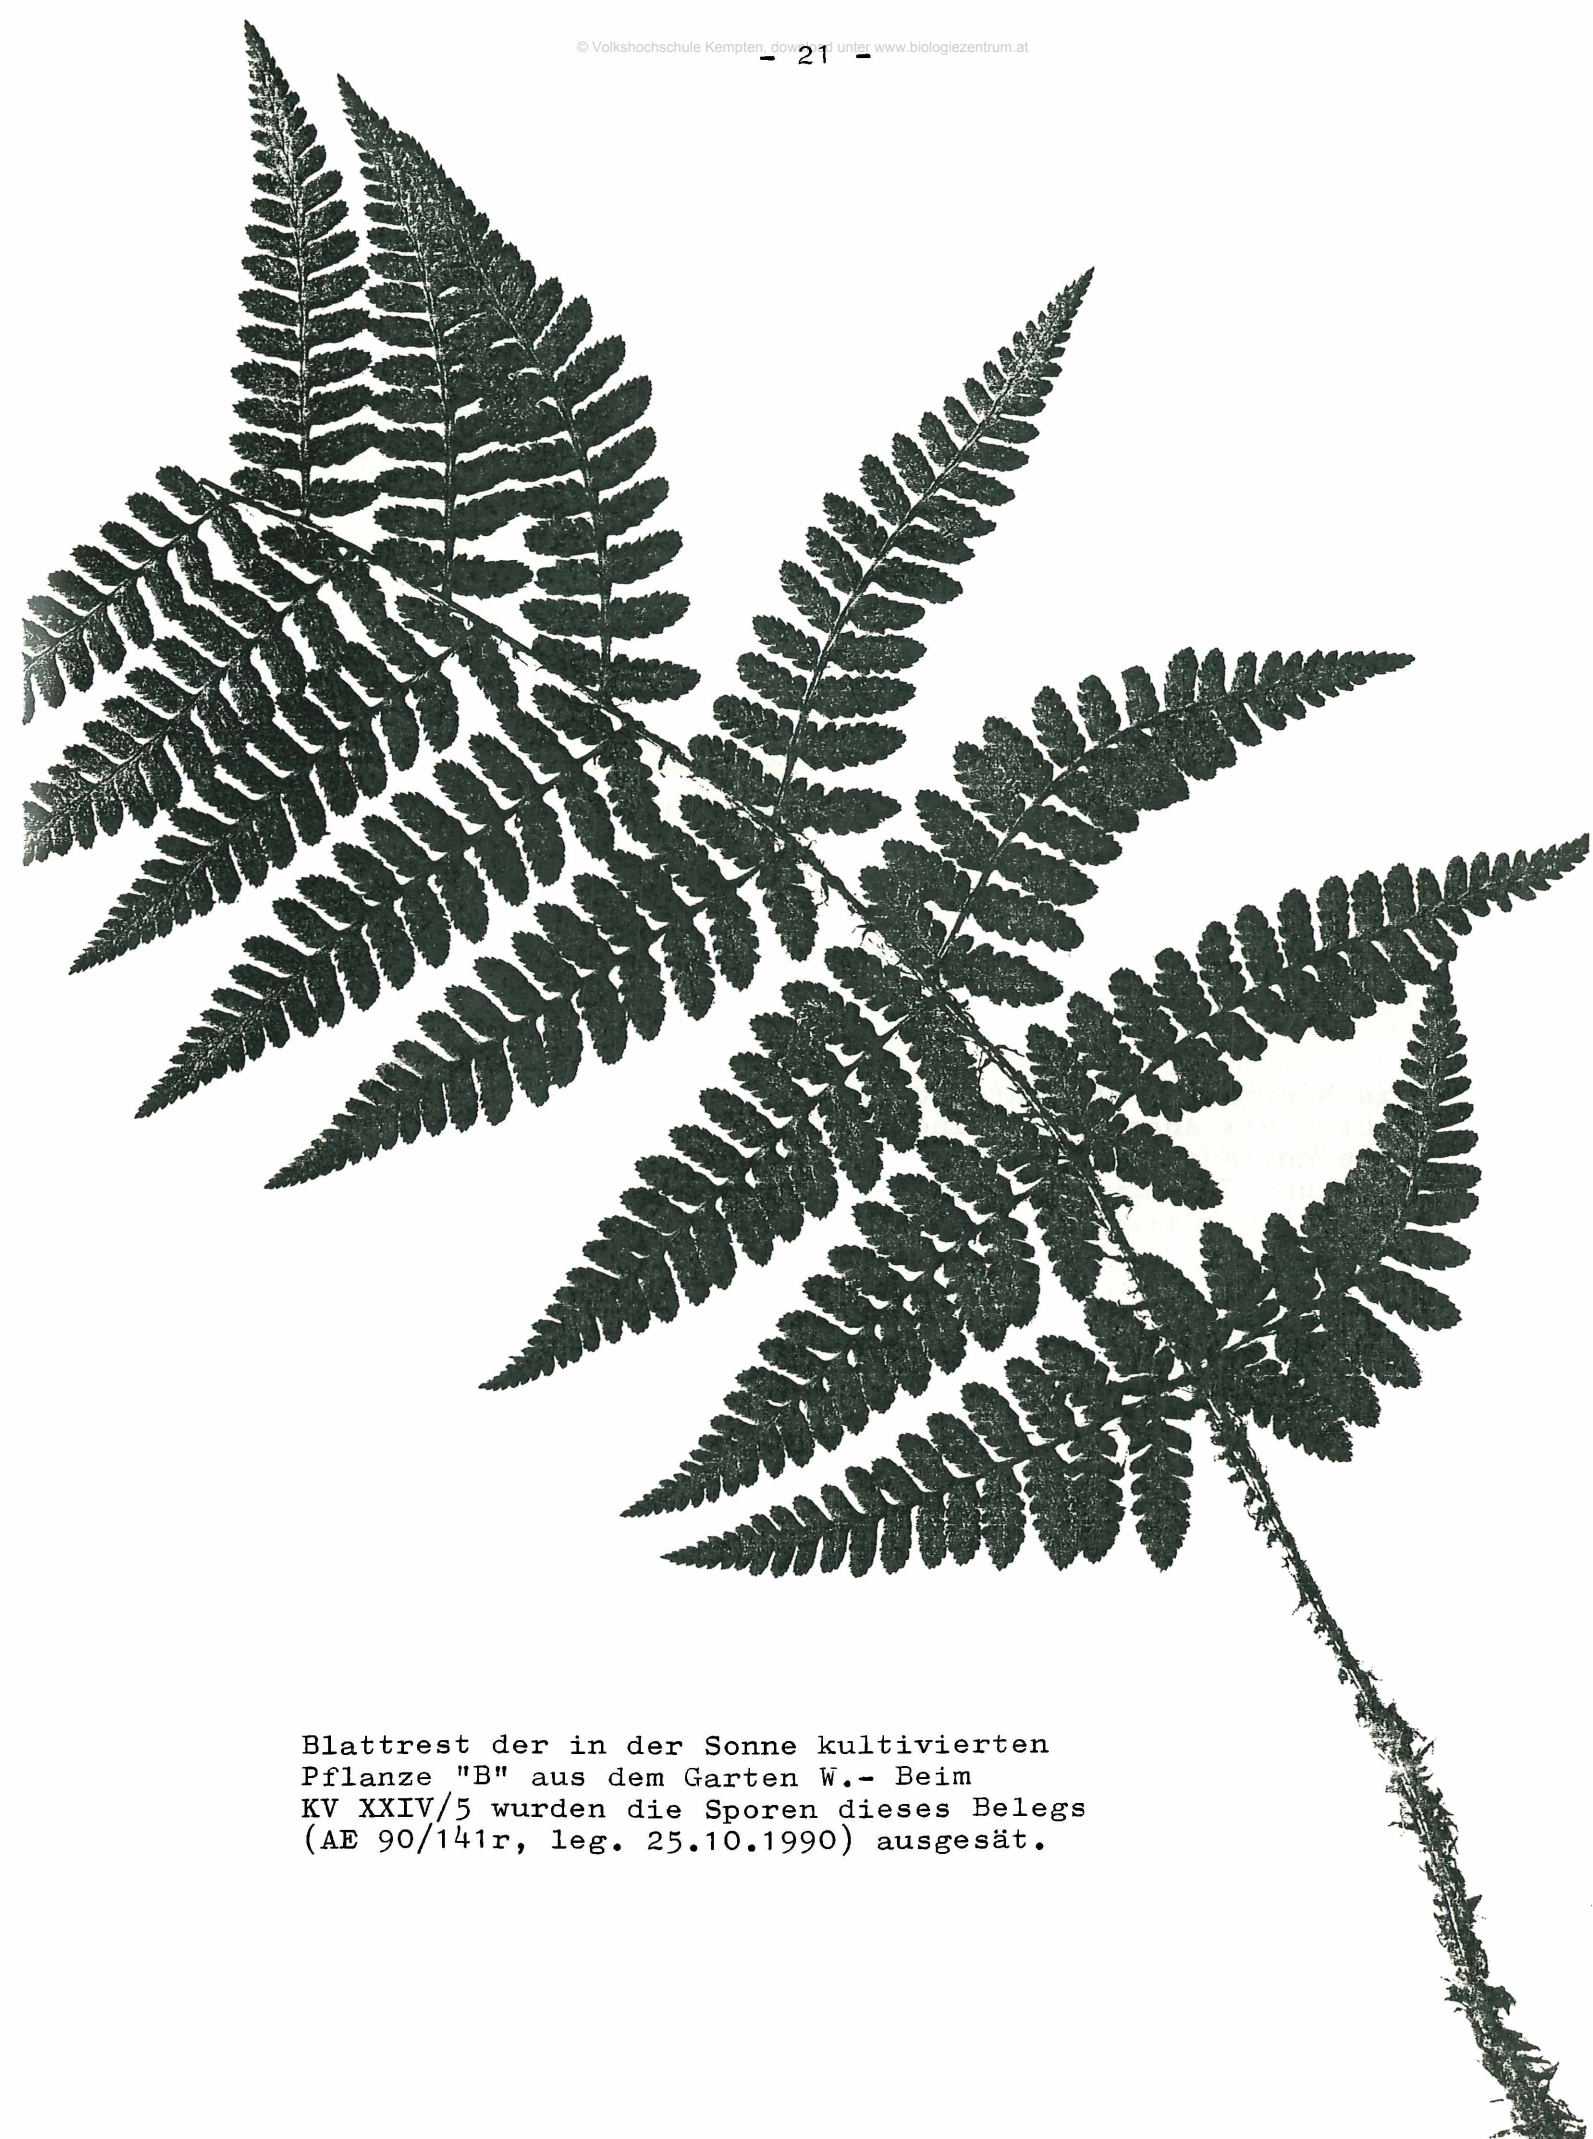 © Volkshochschule Kempten, download unter www.biologiezentrum.at
- 21 -
Blattrest der in der Sonne kultivierten
Pflanze "B" aus dem Garten W.- Beim
KV XXIV/5 wurden die Sporen dieses Belegs
(AE 90/141r, leg. 25.10.1990) ausgesät.